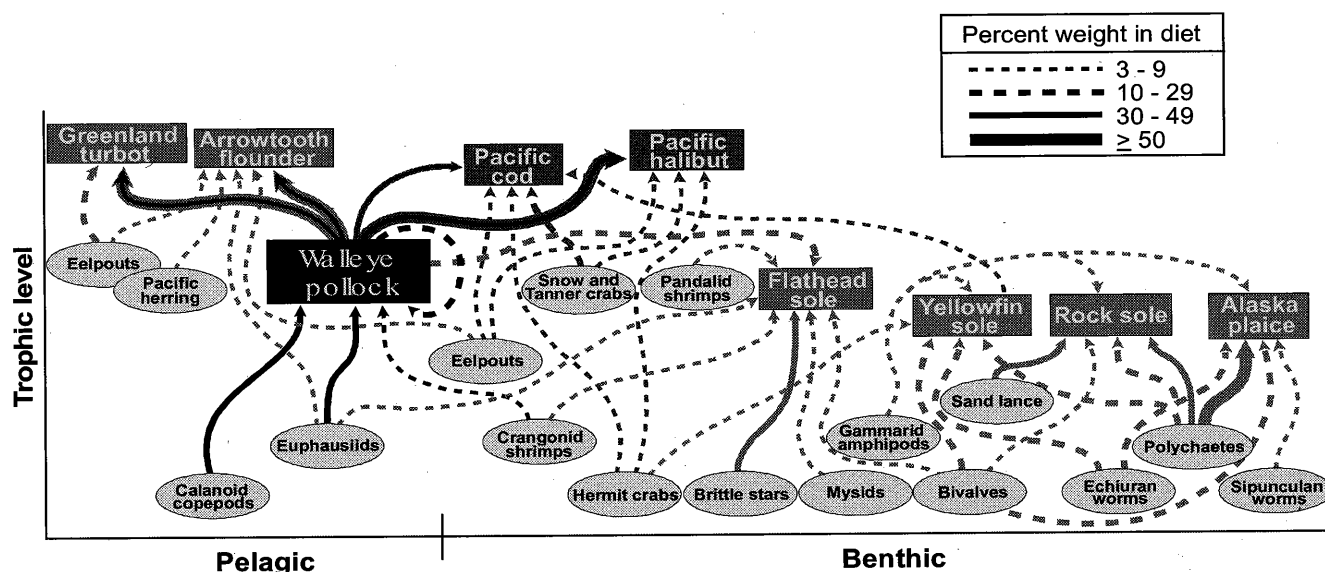 Percent weight in diet
3 - 9
10 - 29
30 - 49
≥ 50
Greenland
turbot
Arrowtooth
flounder
Pacific
cod
Pacific
halibut
Eelpouts
Pacific
herring
Walleye
pollock
Snow and
Tanner crabs
Pandalid
shrimps
Flathead
sole
Yellowfin
sole
Rock sole
Alaska
plaice
Eelpouts
Sand lance
Euphausiids
Crangonid
shrimps
Gammarid
amphipods
Polychaetes
Calanoid
copepods
Hermit crabs
Brittle stars
Mysids
Bivalves
Echiuran
worms
Sipunculan
worms
Trophic level
Pelagic
Benthic